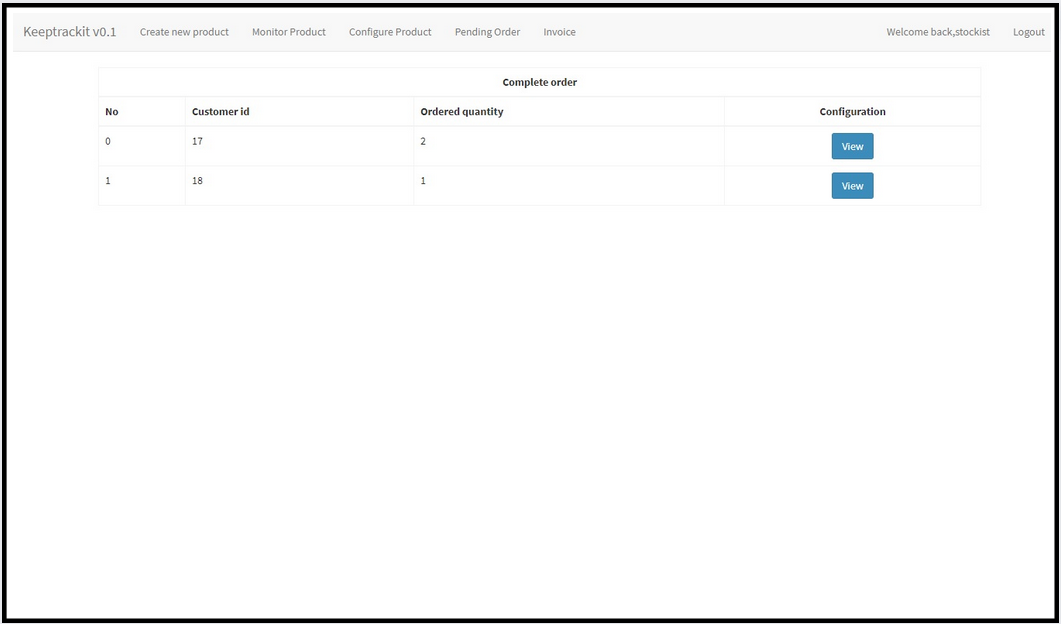 Keeptrackit v0.1 Create new product Monitor Product Configure Product Pending Order Invoice Welcome back,stockist Logout
Complete order
No Customer id Ordered quantity Configuration
0 17 2 View
1 18 1 View